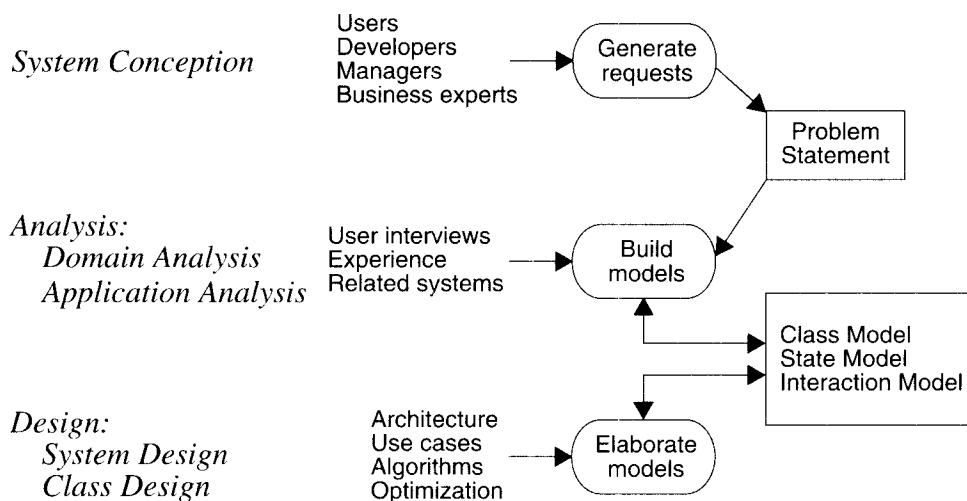 System Conception
Users
Developers
Managers
Business experts
Generate
requests
Problem
Statement
Analysis:
Domain Analysis
Application Analysis
User interviews
Experience
Related systems
Build
models
Class Model
State Model
Interaction Model
Design:
System Design
Class Design
Architecture
Use cases
Algorithms
Optimization
Elaborate
models